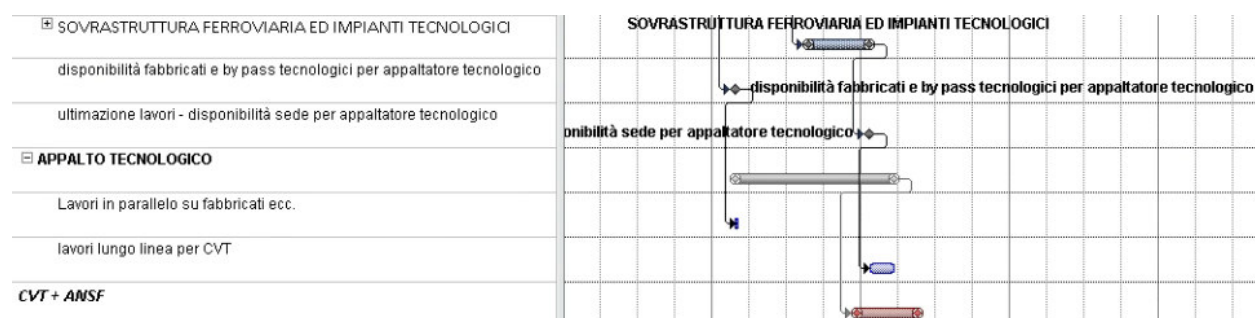 SOVRASTRUTTURA FERROVIARIA ED IMPIANTI TECNOLOGICI
SOVRASTRUTTURA FERROVIARIA ED IMPIANTI TECNOLOGICI
disponibilità fabbricati e by pass tecnologici per appaltatore tecnologico
disponibilità fabbricati e by pass tecnologici per appaltatore tecnologico
ultimazione lavori - disponibilità sede per appaltatore tecnologico
onibilità sede per appaltatore tecnologico
APPALTO TECNOLOGICO
Lavori in parallelo su fabbricati ecc.
lavori lungo linea per CVT
CVT + ANSF